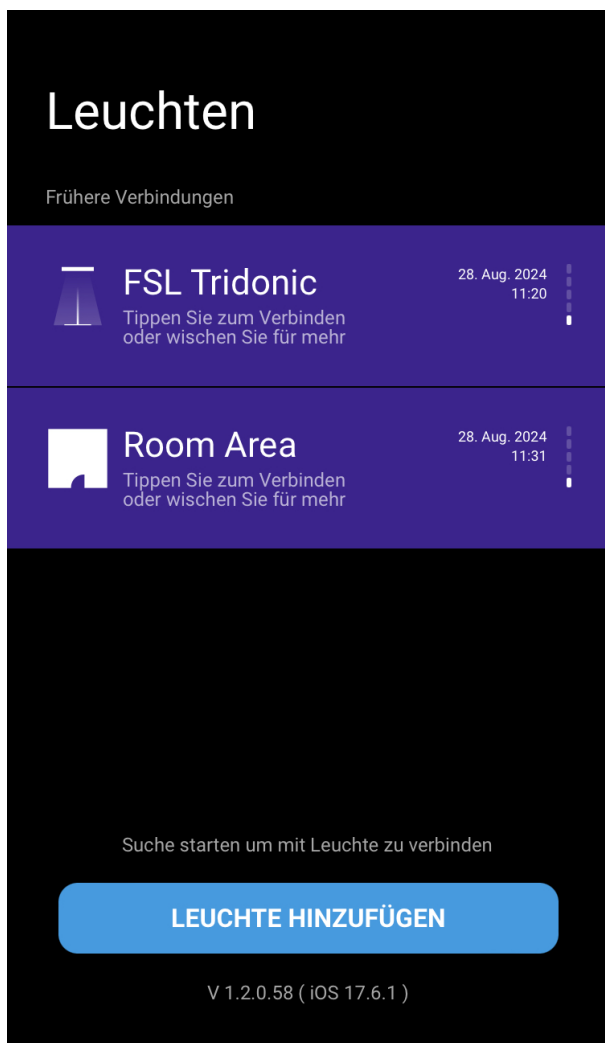 Leuchten
Frühere Verbindungen
FSL Tridonic
28. Aug. 2024
11:20
Tippen Sie zum Verbinden
oder wischen Sie für mehr
Room Area
28. Aug. 2024
11:31
Tippen Sie zum Verbinden
oder wischen Sie für mehr
Suche starten um mit Leuchte zu verbinden
LEUCHTE HINZUFÜGEN
V 1.2.0.58 ( iOS 17.6.1 )